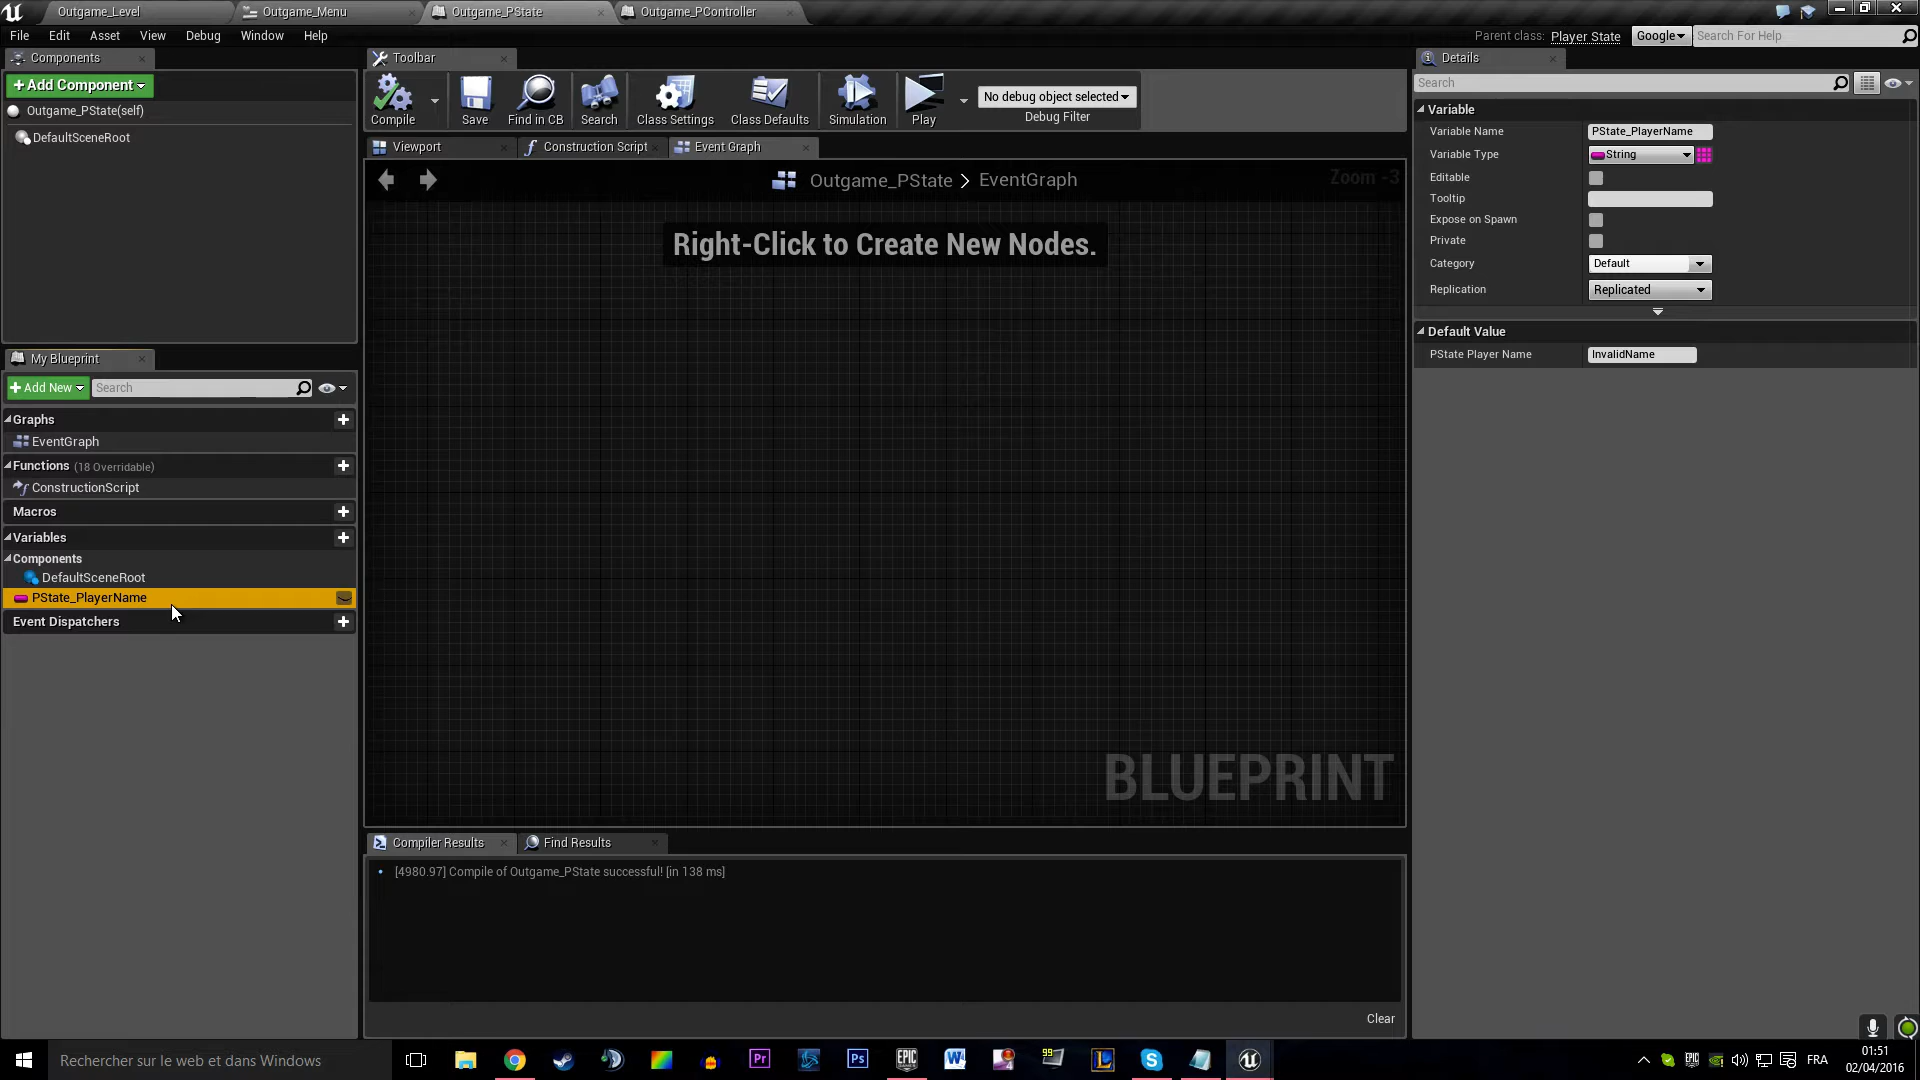 Outgame_Level
Outgame_Menu
Outgame_PState
Outgame_PController
File Edit Asset View Debug Window Help
Parent class: Player State
Google
Search For Help
Components
+Add Component
Outgame_PState(self)
DefaultSceneRoot
Toolbar
Compile
Save
Find in CB
Search
Class Settings
Class Defaults
Simulation
Play
No debug object selected
Debug Filter
Viewport
Construction Script
Event Graph
Outgame_PState > EventGraph
Zoom -3
Right-Click to Create New Nodes.
BLUEPRINT
My Blueprint
+Add New
Search
Graphs
EventGraph
Functions (18 Overridable)
ConstructionScript
Macros
Variables
Components
DefaultSceneRoot
PState_PlayerName
Event Dispatchers
Compiler Results
Find Results
[4980.97] Compile of Outgame_PState successful! [in 138 ms]
Clear
Details
Search
Variable
Variable Name PState_PlayerName
Variable Type String
Editable
Tooltip
Expose on Spawn
Private
Category Default
Replication Replicated
Default Value
PState Player Name InvalidName
Rechercher sur le web et dans Windows
Pr
Ps
EPIC GAMES
W
99
L
S
FRA
01:51
02/04/2016